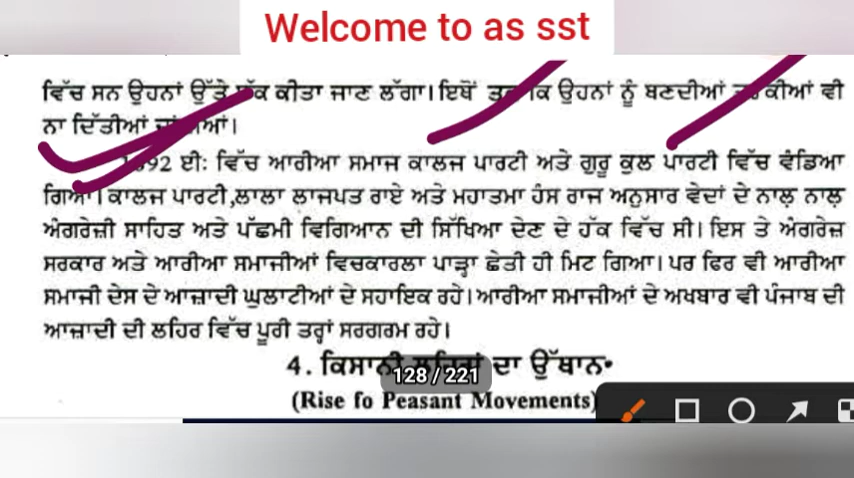 Welcome to as sst
ਵਿੱਚ ਸਨ ਉਹਨਾਂ ਉੱਤੇ ਕੀਤਾ ਜਾਣ ਲੱਗਾ। ਇਥੋਂ ਕਿ ਉਹਨਾਂ ਨੂੰ ਬਣਦੀਆਂ ਵੀ
ਨਾ ਦਿੱਤੀਆਂ
ਈ: ਵਿੱਚ ਆਰੀਆ ਸਮਾਜ ਕਾਲਜ ਪਾਰਟੀ ਅਤੇ ਗੁਰੂ ਕੁਲ ਪਾਰਟੀ ਵਿੱਚ ਵੰਡਿਆ
ਗਿਆ। ਕਾਲਜ ਪਾਰਟੀ,ਲਾਲਾ ਲਾਜਪਤ ਰਾਏ ਅਤੇ ਮਹਾਤਮਾ ਹੰਸ ਰਾਜ ਅਨੁਸਾਰ ਵੇਦਾਂ ਦੇ ਨਾਲ਼ ਨਾਲ਼
ਅੰਗਰੇਜ਼ੀ ਸਾਹਿਤ ਅਤੇ ਪੱਛਮੀ ਵਿਗਿਆਨ ਦੀ ਸਿੱਖਿਆ ਦੇਣ ਦੇ ਹੱਕ ਵਿੱਚ ਸੀ। ਇਸ ਤੇ ਅੰਗਰੇਜ਼
ਸਰਕਾਰ ਅਤੇ ਆਰੀਆ ਸਮਾਜੀਆਂ ਵਿਚਕਾਰਲਾ ਪਾੜ੍ਹਾ ਛੇਤੀ ਹੀ ਮਿਟ ਗਿਆ। ਪਰ ਫਿਰ ਵੀ ਆਰੀਆ
ਸਮਾਜੀ ਦੇਸ ਦੇ ਆਜ਼ਾਦੀ ਘੁਲਾਟੀਆਂ ਦੇ ਸਹਾਇਕ ਰਹੇ। ਆਰੀਆ ਸਮਾਜੀਆਂ ਦੇ ਅਖਬਾਰ ਵੀ ਪੰਜਾਬ ਦੀ
ਆਜ਼ਾਦੀ ਦੀ ਲਹਿਰ ਵਿੱਚ ਪੂਰੀ ਤਰ੍ਹਾਂ ਸਰਗਰਮ ਰਹੇ।
4. ਕਿਸਾਨੀ ਦਾ ਉੱਥਾਨ
128 / 221
(Rise fo Peasant Movements)